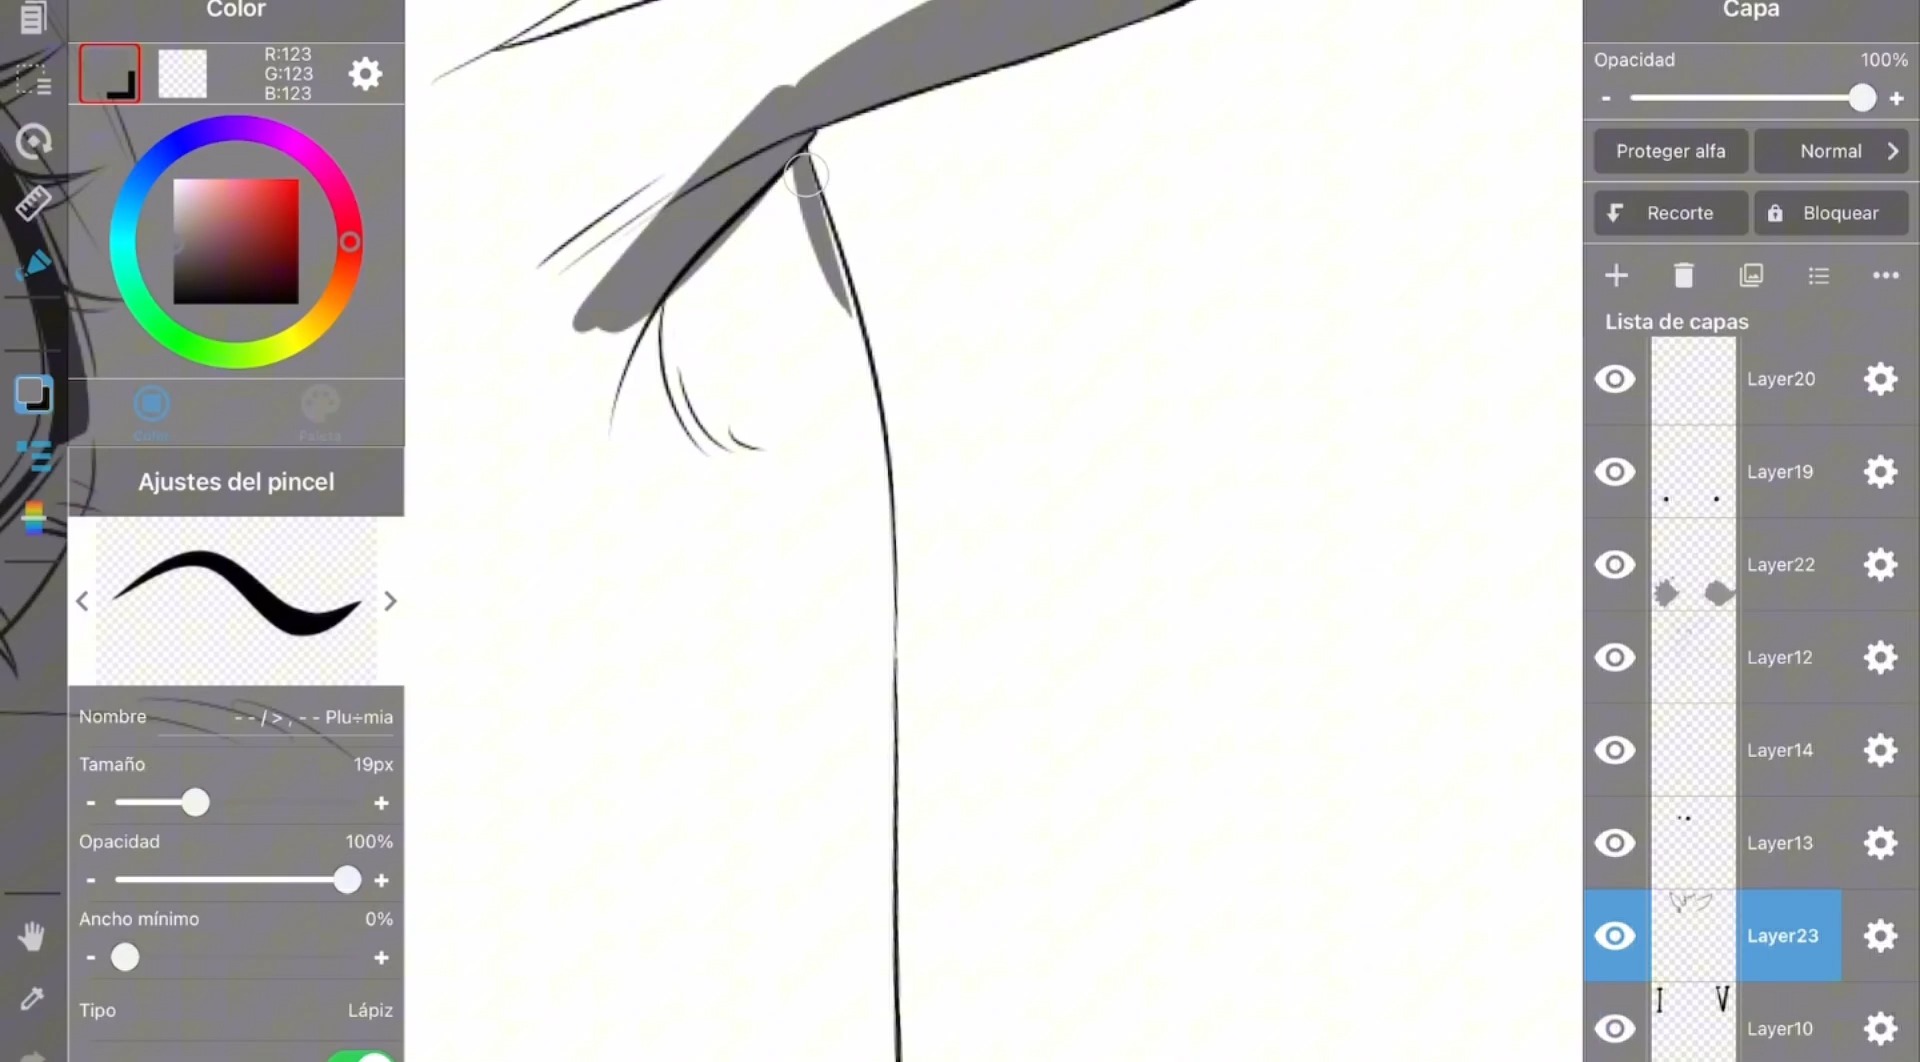 Color
R:123
G:123
B:123
Color
Paleta
Ajustes del pincel
Nombre
- - / > , - - Plu÷mia
Tamaño
19px
- +
Opacidad
100%
- +
Ancho mínimo
0%
- +
Tipo
Lápiz
Capa
Opacidad
100%
- +
Proteger alfa
Normal >
Recorte
Bloquear
Lista de capas
Layer20
Layer19
Layer22
Layer12
Layer14
Layer13
Layer23
I V
Layer10